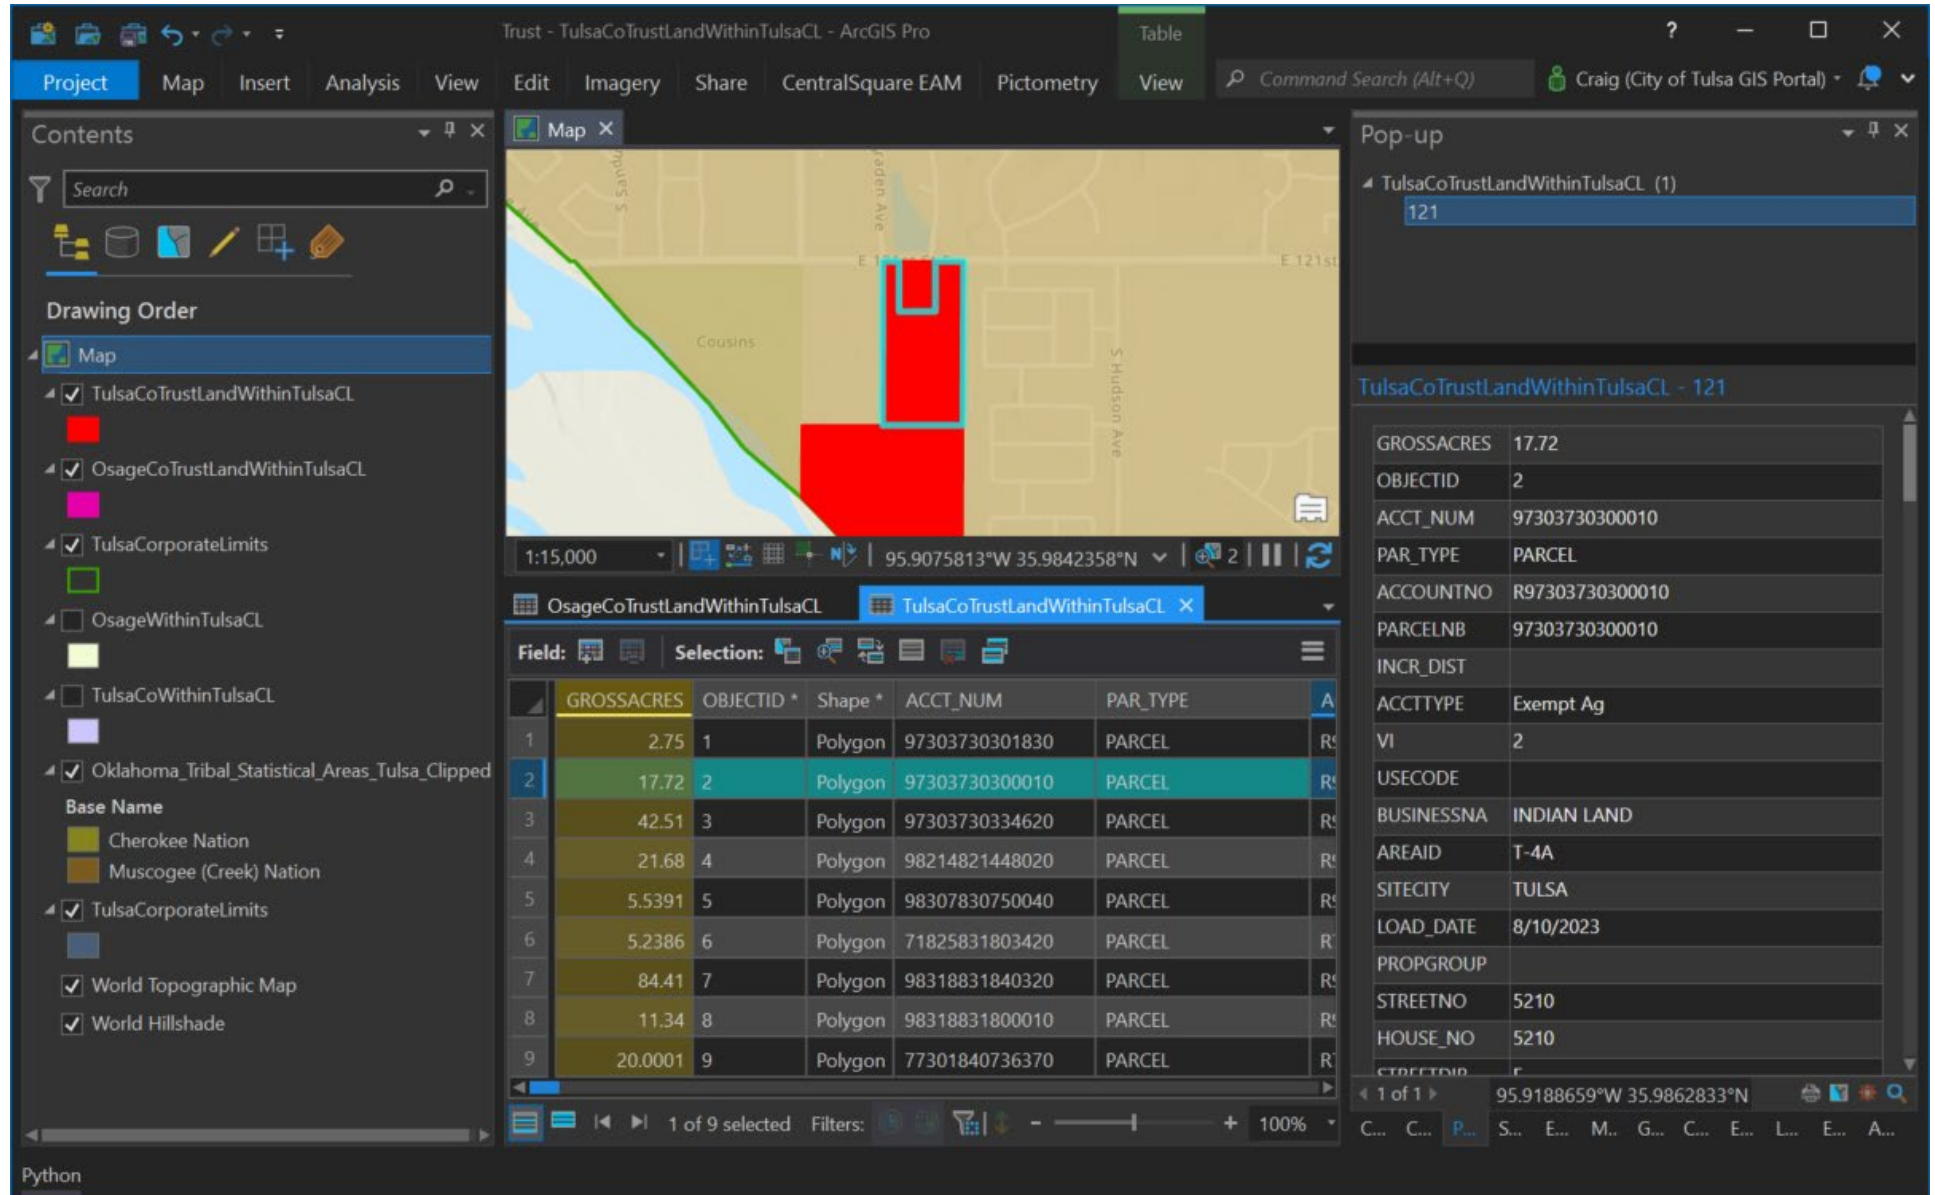 Trust - TulsaCoTrustLandWithinTulsaCL - ArcGIS Pro
Table
?
Project Map Insert Analysis View Edit Imagery Share CentralSquare EAM Pictometry View Command Search (Alt+Q) Craig (City of Tulsa GIS Portal)
Contents
Search
Drawing Order
Map
TulsaCoTrustLandWithinTulsaCL
OsageCoTrustLandWithinTulsaCL
TulsaCorporateLimits
OsageWithinTulsaCL
TulsaCoWithinTulsaCL
Oklahoma_Tribal_Statistical_Areas_Tulsa_Clipped
Base Name
Cherokee Nation
Muscogee (Creek) Nation
TulsaCorporateLimits
World Topographic Map
World Hillshade
Map
E 121st
Cousins
S Hudson Ave
1:15,000 95.9075813°W 35.9842358°N 2
OsageCoTrustLandWithinTulsaCL TulsaCoTrustLandWithinTulsaCL
Field: Selection:
GROSSACRES OBJECTID * Shape * ACCT_NUM PAR_TYPE A
1 2.75 1 Polygon 97303730301830 PARCEL
2 17.72 2 Polygon 97303730300010 PARCEL
3 42.51 3 Polygon 97303730334620 PARCEL
4 21.68 4 Polygon 98214821448020 PARCEL
5 5.5391 5 Polygon 98307830750040 PARCEL
6 5.2386 6 Polygon 71825831803420 PARCEL
7 84.41 7 Polygon 98318831840320 PARCEL
8 11.34 8 Polygon 98318831800010 PARCEL
9 20.0001 9 Polygon 77301840736370 PARCEL
1 of 9 selected Filters: - + 100%
Pop-up
TulsaCoTrustLandWithinTulsaCL (1)
121
TulsaCoTrustLandWithinTulsaCL - 121
GROSSACRES 17.72
OBJECTID 2
ACCT_NUM 97303730300010
PAR_TYPE PARCEL
ACCOUNTNO R97303730300010
PARCELNB 97303730300010
INCR_DIST
ACCTTYPE Exempt Ag
VI 2
USECODE
BUSINESSNA INDIAN LAND
AREAID T-4A
SITECITY TULSA
LOAD_DATE 8/10/2023
PROPGROUP
STREETNO 5210
HOUSE_NO 5210
1 of 1 95.9188659°W 35.9862833°N
C... C... P... S... E... M.. G... C... E... L... E... A...
Python